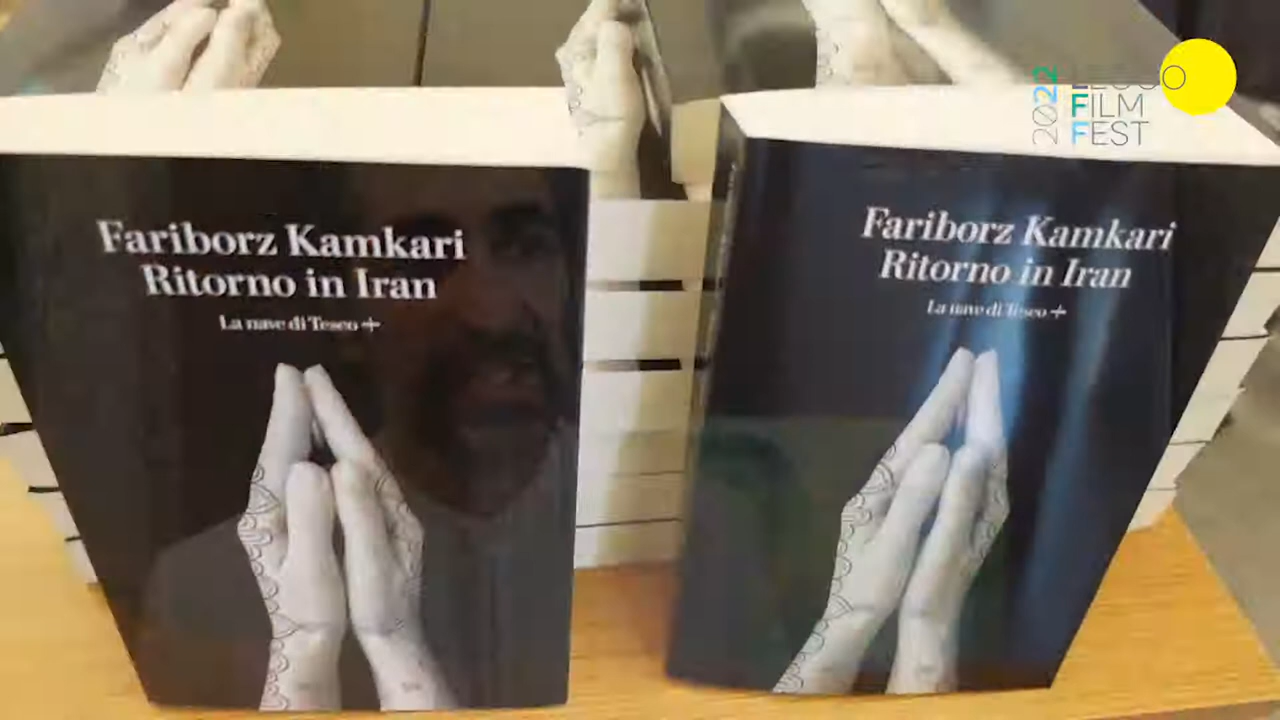 Fariborz Kamkari
Ritorno in Iran
La nave di Teseo +
Fariborz Kamkari
Ritorno in Iran
La nave di Teseo +
2022
LECCO
FILM
FEST